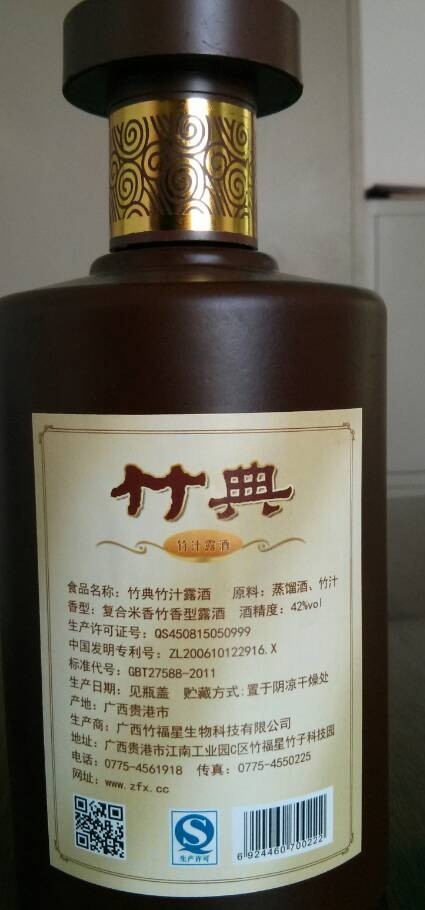 竹典
竹汁露酒
食品名称：竹典竹汁露酒 原料：蒸馏酒、竹汁
香型：复合米香竹香型露酒 酒精度：42%vol
生产许可证号：QS450815050999
中国发明专利号：ZL200610122916.X
标准代号：GBT27588-2011
生产日期：见瓶盖 贮藏方式:置于阴凉干燥处
产地：广西贵港市
生产商：广西竹福星生物科技有限公司
地址：广西贵港市江南工业园C区竹福星竹子科技园
电话：0775-4561918 传真：0775-4550225
网址：www.zfx.cc
生产许可
6 924460 700222